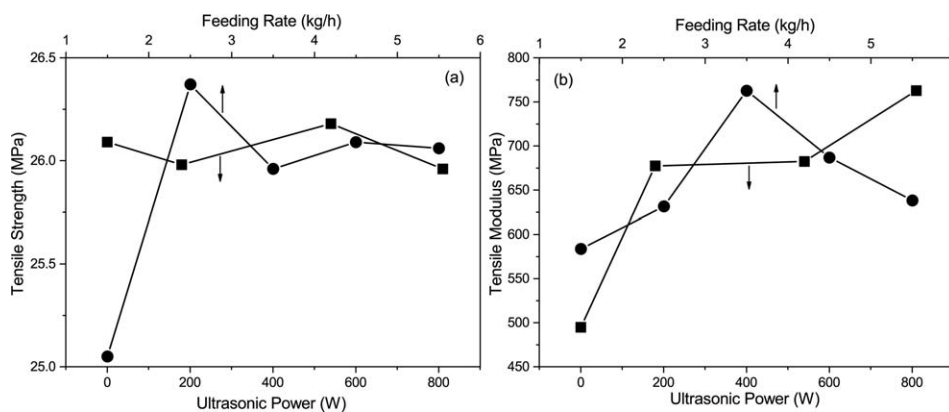 Feeding Rate (kg/h)
1 2 3 4 5 6
26.5
26.0
25.5
25.0
Tensile Strength (MPa)
(a)
0 200 400 600 800
Ultrasonic Power (W)
Feeding Rate (kg/h)
1 2 3 4 5
800
750
700
650
600
550
500
450
Tensile Modulus (MPa)
(b)
0 200 400 600 800
Ultrasonic Power (W)